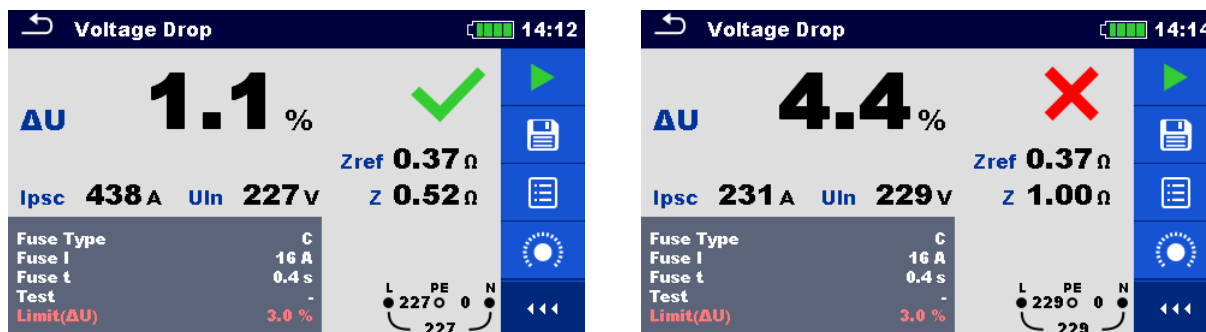 Voltage Drop 14:12
ΔU 1.1 %
Zref 0.37 Ω
Ipsc 438 A Uln 227 V Z 0.52 Ω
Fuse Type C
Fuse I 16 A
Fuse t 0.4 s
Test -
Limit(ΔU) 3.0 %
L PE N
227 0
227
Voltage Drop 14:14
ΔU 4.4 %
Zref 0.37 Ω
Ipsc 231 A Uln 229 V Z 1.00 Ω
Fuse Type C
Fuse I 16 A
Fuse t 0.4 s
Test -
Limit(ΔU) 3.0 %
L PE N
229 0
229